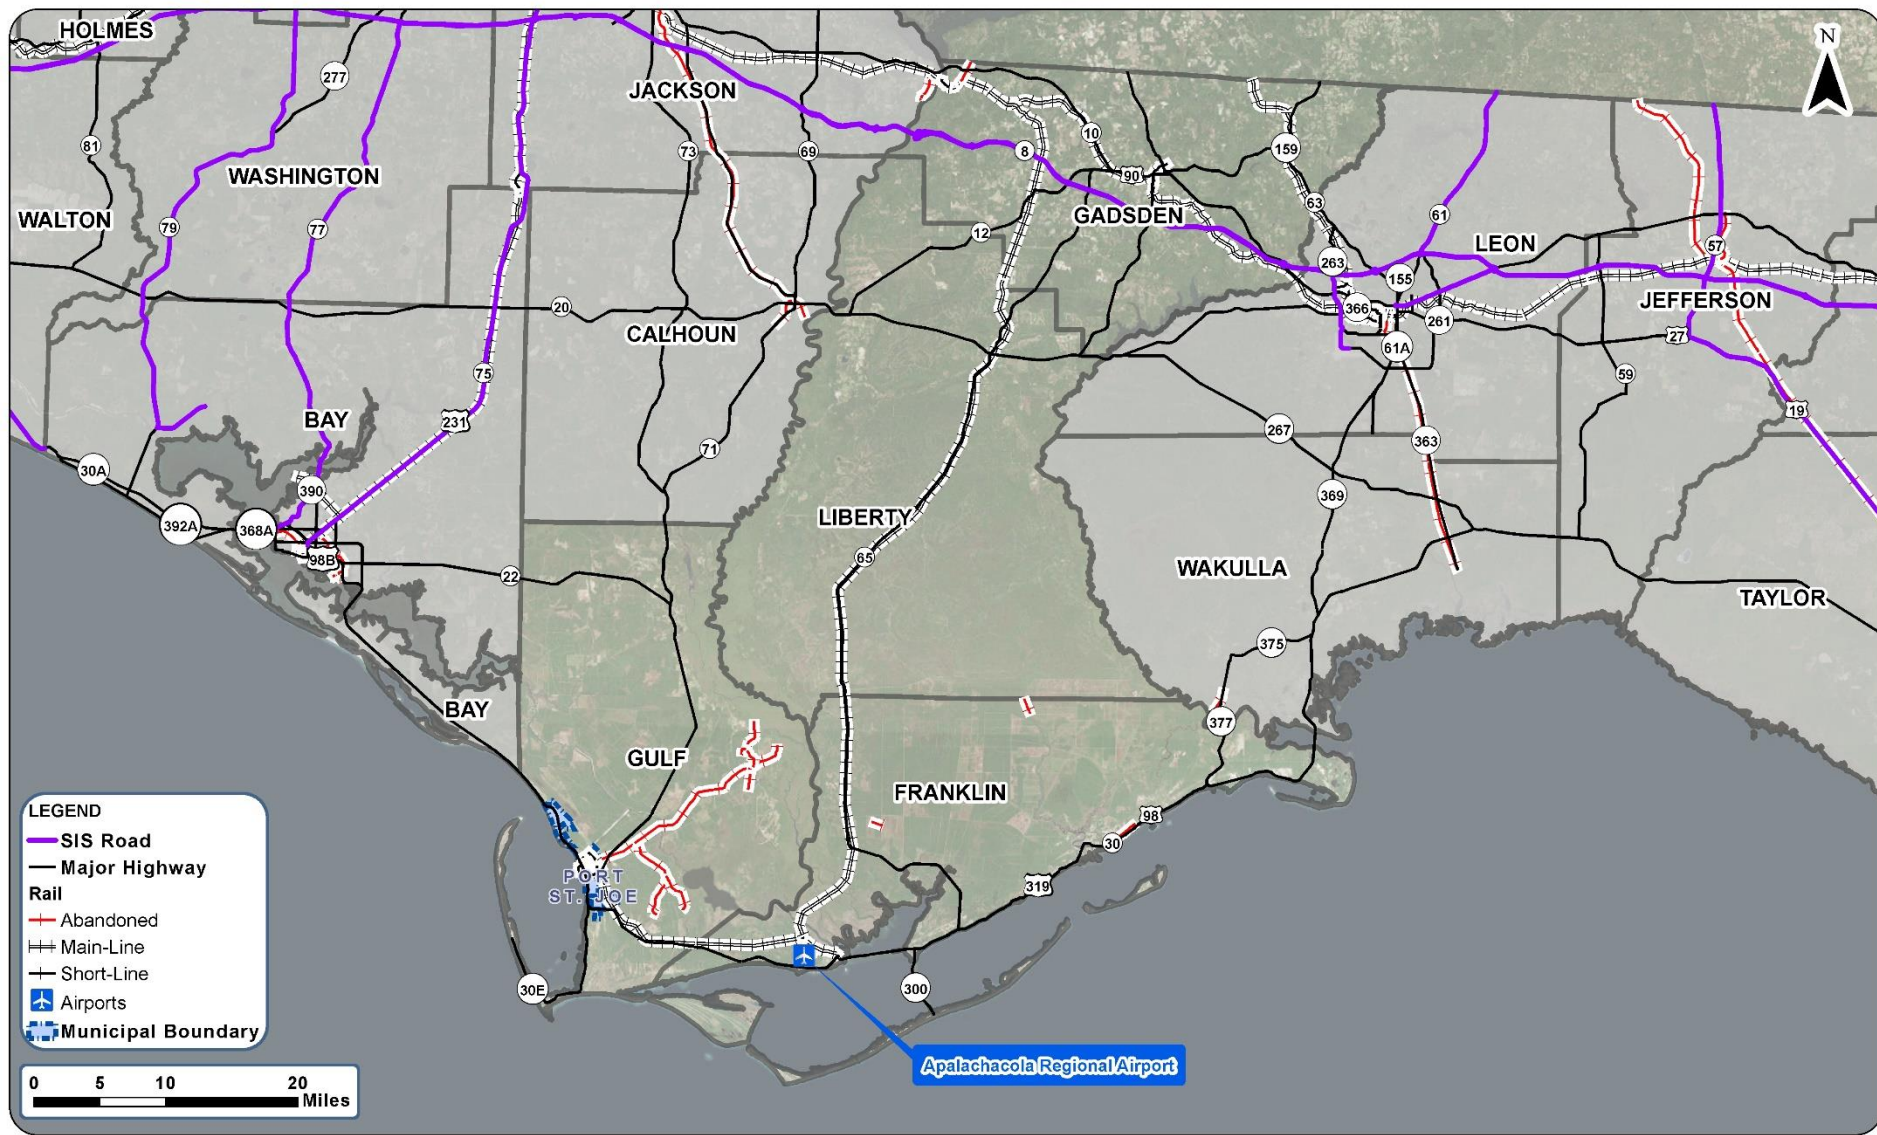 HOLMES
N
277
JACKSON
81
10
73
69
8
159
WASHINGTON
90
63
WALTON
GADSDEN
61
79
77
12
LEON
57
263
155
JEFFERSON
20
366
261
CALHOUN
27
61A
75
59
BAY
231
19
267
363
71
30A
390
369
392A
368A
LIBERTY
98B
65
WAKULLA
22
TAYLOR
375
BAY
377
GULF
FRANKLIN
98
30
PORT
ST. JOE
319
30E
300
Apalachacola Regional Airport
LEGEND
SIS Road
Major Highway
Rail
Abandoned
Main-Line
Short-Line
Airports
Municipal Boundary
0 5 10 20
Miles